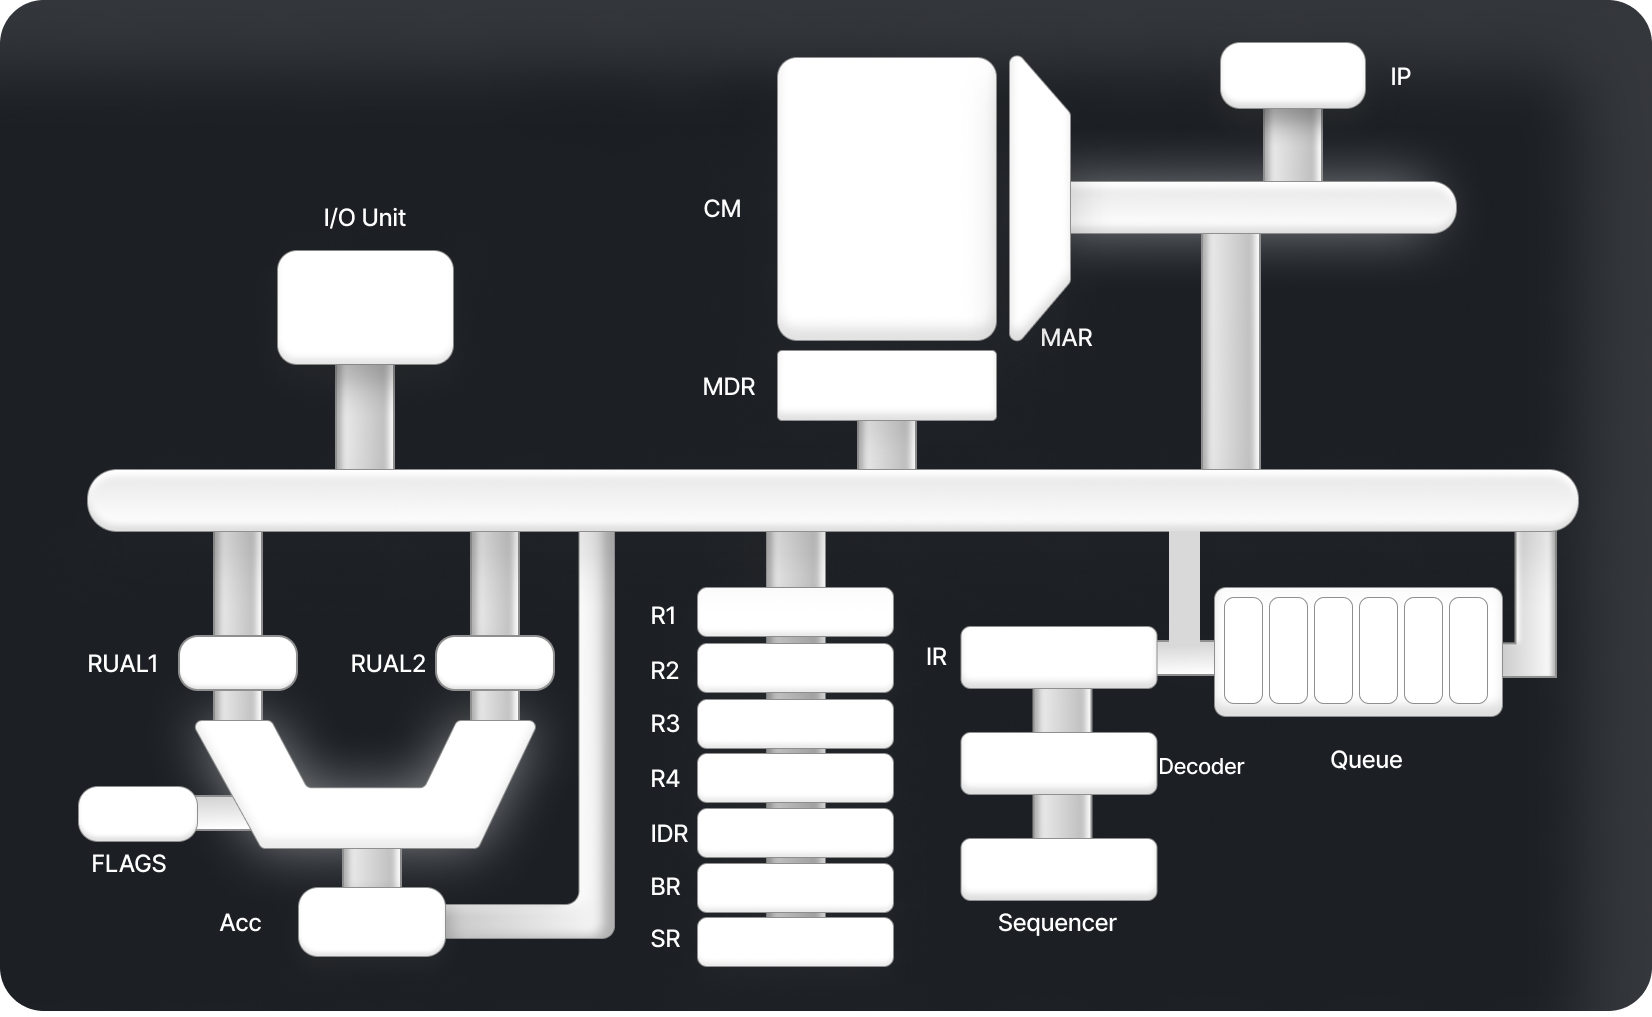 IP
I/O Unit
CM
MAR
MDR
R1
RUAL1
RUAL2
R2
IR
R3
R4
Decoder
Queue
IDR
FLAGS
BR
Acc
SR
Sequencer